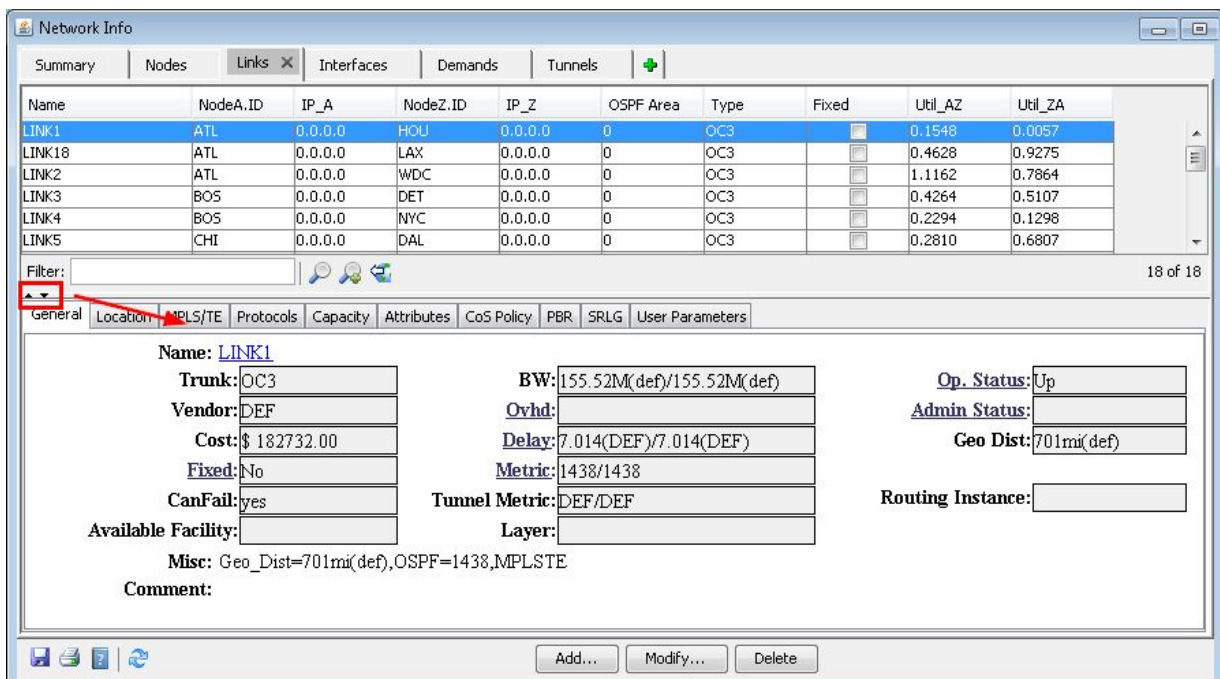 Network Info
Summary Nodes Links Interfaces Demands Tunnels
Name NodeA.ID IP_A NodeZ.ID IP_Z OSPF Area Type Fixed Util_AZ Util_ZA
LINK1 ATL 0.0.0.0 HOU 0.0.0.0 0 OC3 0.1548 0.0057
LINK18 ATL 0.0.0.0 LAX 0.0.0.0 0 OC3 0.4628 0.9275
LINK2 ATL 0.0.0.0 WDC 0.0.0.0 0 OC3 1.1162 0.7864
LINK3 BOS 0.0.0.0 DET 0.0.0.0 0 OC3 0.4264 0.5107
LINK4 BOS 0.0.0.0 NYC 0.0.0.0 0 OC3 0.2294 0.1298
LINK5 CHI 0.0.0.0 DAL 0.0.0.0 0 OC3 0.2810 0.6807
Filter: 18 of 18
General Location MPLS/TE Protocols Capacity Attributes CoS Policy PBR SRLG User Parameters
Name: LINK1
Trunk: OC3 BW: 155.52M(def)/155.52M(def) Op. Status: Up
Vendor: DEF Ovhd: Admin Status:
Cost: $ 182732.00 Delay: 7.014(DEF)/7.014(DEF) Geo Dist: 701mi(def)
Fixed: No Metric: 1438/1438
CanFail: yes Tunnel Metric: DEF/DEF Routing Instance:
Available Facility: Layer:
Misc: Geo_Dist=701mi(def),OSPF=1438,MPLSTE
Comment:
Add... Modify... Delete